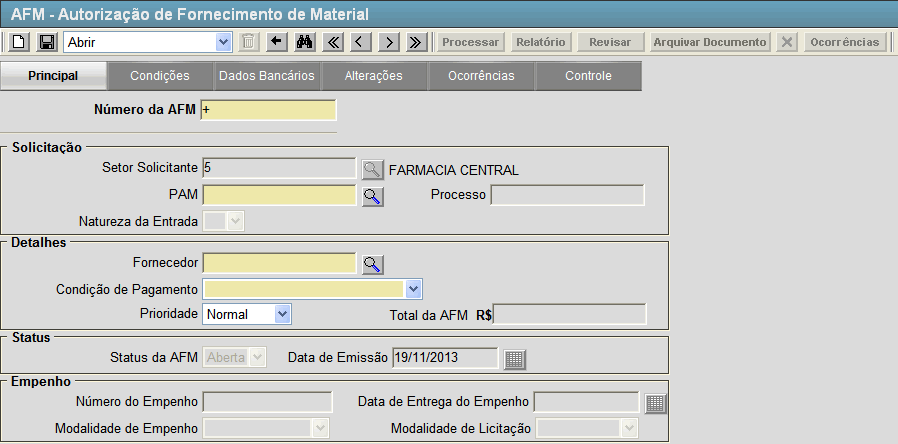 AFM - Autorização de Fornecimento de Material
Abrir Processar Relatório Revisar Arquivar Documento Ocorrências
Principal Condições Dados Bancários Alterações Ocorrências Controle
Número da AFM +
Solicitação
Setor Solicitante 5 FARMACIA CENTRAL
PAM Processo
Natureza da Entrada
Detalhes
Fornecedor
Condição de Pagamento
Prioridade Normal Total da AFM R$
Status
Status da AFM Aberta Data de Emissão 19/11/2013
Empenho
Número do Empenho Data de Entrega do Empenho
Modalidade de Empenho Modalidade de Licitação